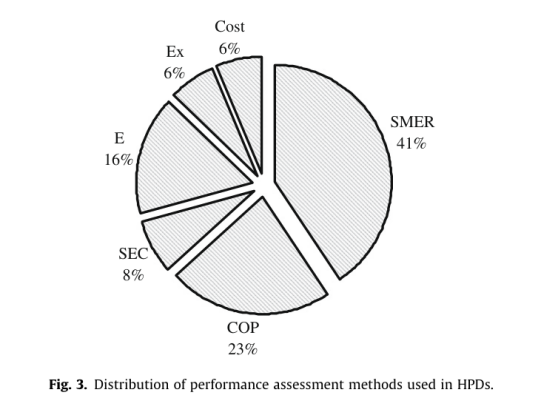 Cost
6%
Ex
6%
SMER
41%
E
16%
SEC
8%
COP
23%
Fig. 3. Distribution of performance assessment methods used in HPDs.